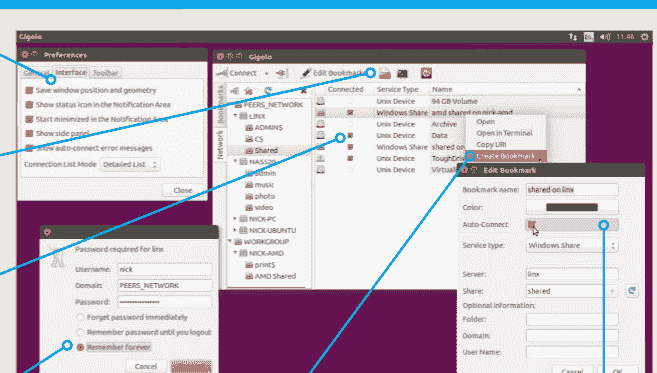 Gigolo
En
11.46
Preferences
General Interface Toolbar
Save window position and geometry
Show status icon in the Notification Area
Start minimized in the Notification Area
Show side panel
Show auto-connect error messages
Connection List Mode Detailed List
Close
Gigolo
Connect
Edit Bookmarks
Bookmarks
Network
PEERS_NETWORK
LINX
ADMIN$
C$
Shared
NASS20
admin
music
photo
video
NICK-PC
NICK-UBUNTU
WORKGROUP
NICK-AMD
print$
AMD Shared
Connected Service Type Name
Unix Device 94 GB Volume
Windows Share amd shared on nick-amd
Unix Device Archive
Unix Device Data
Windows Share shared on
Unix Device ToughDriv
Unix Device Virtual
Open
Open in Terminal
Copy URI
Create Bookmark
Edit Bookmark
Bookmark name: shared on linx
Color:
Auto-Connect
Service type: Windows Share
Server: linx
Share: shared
Optional information:
Folder:
Domain:
User Name:
Cancel OK
Password required for linx
Username: nick
Domain: PEERS_NETWORK
Password:
Forget password immediately
Remember password until you logout
Remember forever
Cancel